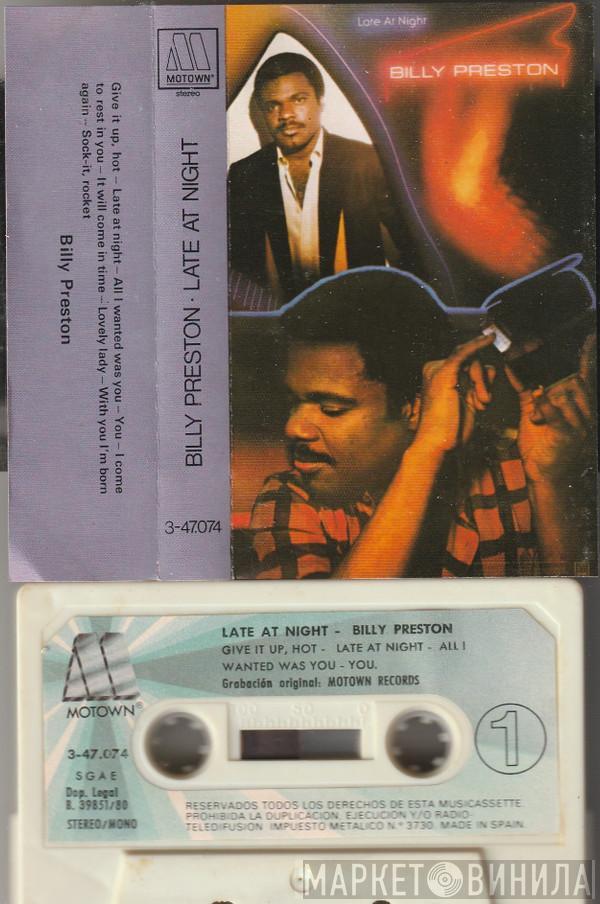 Give it up, hot – Late at night – All I wanted was you – You – I come
to rest in you – It will come in time – Lovely lady – With you I'm born
again – Sock-it, rocket
Billy Preston
MOTOWN®
stereo
BILLY PRESTON · LATE AT NIGHT
3-47.074
Late At Night
BILLY PRESTON
LATE AT NIGHT - BILLY PRESTON
GIVE IT UP, HOT - LATE AT NIGHT - ALL I
WANTED WAS YOU - YOU.
Grabación original: MOTOWN RECORDS
MOTOWN®
3-47.074
SGAE
Dep. Legal
B. 39851/80
STEREO/MONO
100 50 0
1
RESERVADOS TODOS LOS DERECHOS DE ESTA MUSICASSETTE.
PROHIBIDA LA DUPLICACION, EJECUCION Y/O RADIO-
TELEDIFUSION IMPUESTO METALICO N.º 3730. MADE IN SPAIN.
МАРКЕТ ВИНИЛА